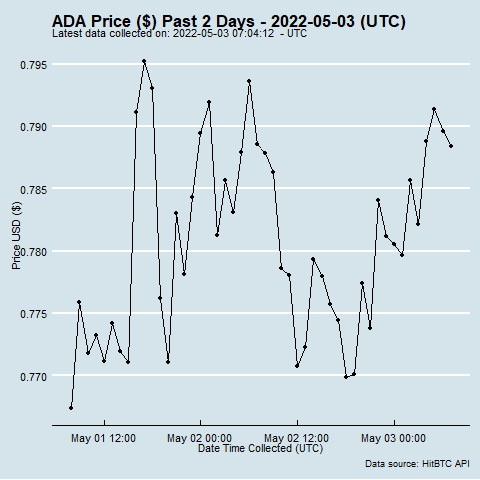 ADA Price ($) Past 2 Days - 2022-05-03 (UTC)
Latest data collected on: 2022-05-03 07:04:12 - UTC
0.795
0.790
0.785
0.780
0.775
0.770
Price USD ($)
May 01 12:00
May 02 00:00
May 02 12:00
May 03 00:00
Date Time Collected (UTC)
Data source: HitBTC API